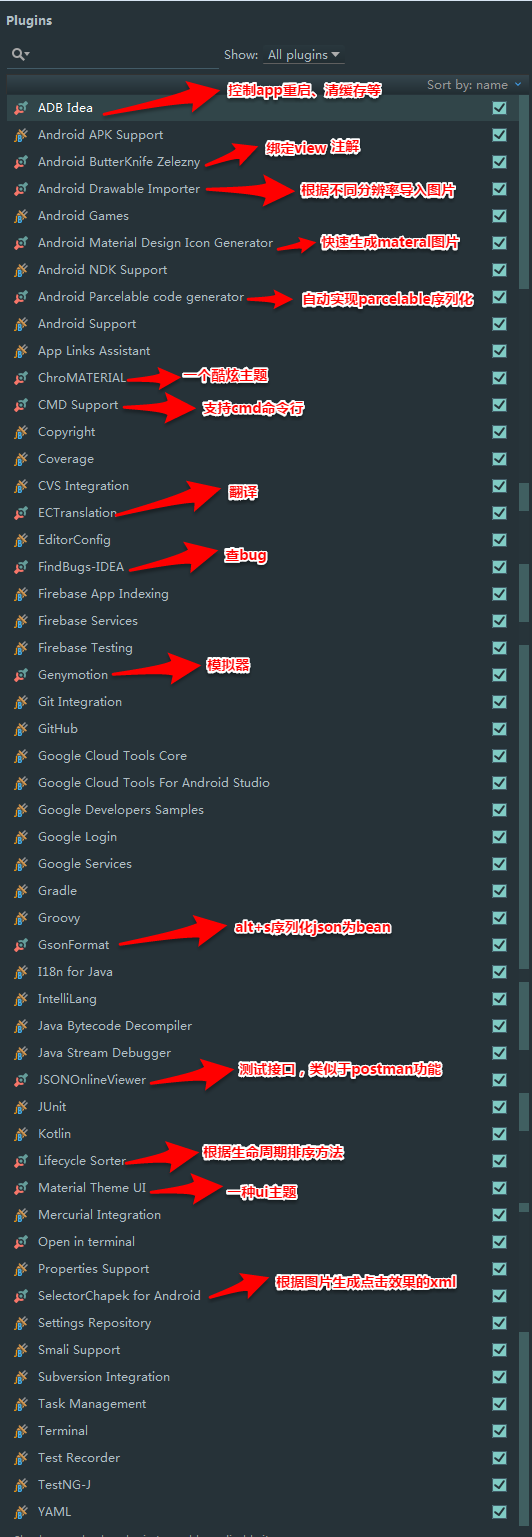 Plugins
Show: All plugins
Sort by: name
ADB Idea
控制app重启、清缓存等
Android APK Support
Android ButterKnife Zelezny
绑定view 注解
Android Drawable Importer
根据不同分辨率导入图片
Android Games
Android Material Design Icon Generator
快速生成materal图片
Android NDK Support
Android Parcelable code generator
自动实现parcelable序列化
Android Support
App Links Assistant
ChroMATERIAL
一个酷炫主题
CMD Support
支持cmd命令行
Copyright
Coverage
CVS Integration
ECTranslation
翻译
EditorConfig
FindBugs-IDEA
查bug
Firebase App Indexing
Firebase Services
Firebase Testing
Genymotion
模拟器
Git Integration
GitHub
Google Cloud Tools Core
Google Cloud Tools For Android Studio
Google Developers Samples
Google Login
Google Services
Gradle
Groovy
GsonFormat
alt+s序列化json为bean
I18n for Java
IntelliLang
Java Bytecode Decompiler
Java Stream Debugger
JSONOnlineViewer
测试接口，类似于postman功能
JUnit
Kotlin
Lifecycle Sorter
根据生命周期排序方法
Material Theme UI
一种ui主题
Mercurial Integration
Open in terminal
Properties Support
SelectorChapek for Android
根据图片生成点击效果的xml
Settings Repository
Smali Support
Subversion Integration
Task Management
Terminal
Test Recorder
TestNG-J
YAML